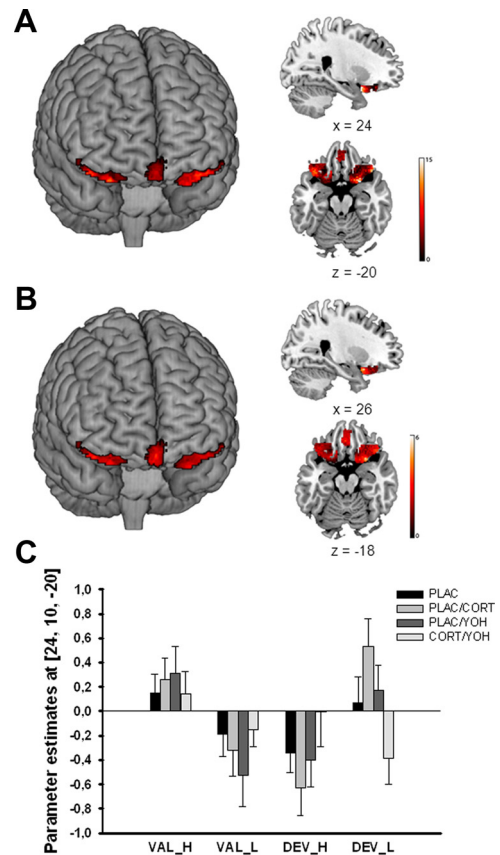 A
x = 24
15
0
z = -20
B
x = 26
6
0
z = -18
C
Parameter estimates at [24, 10, -20]
1,0
0,8
0,6
0,4
0,2
0,0
-0,2
-0,4
-0,6
-0,8
-1,0
PLAC
PLAC/CORT
PLAC/YOH
CORT/YOH
VAL_H VAL_L DEV_H DEV_L